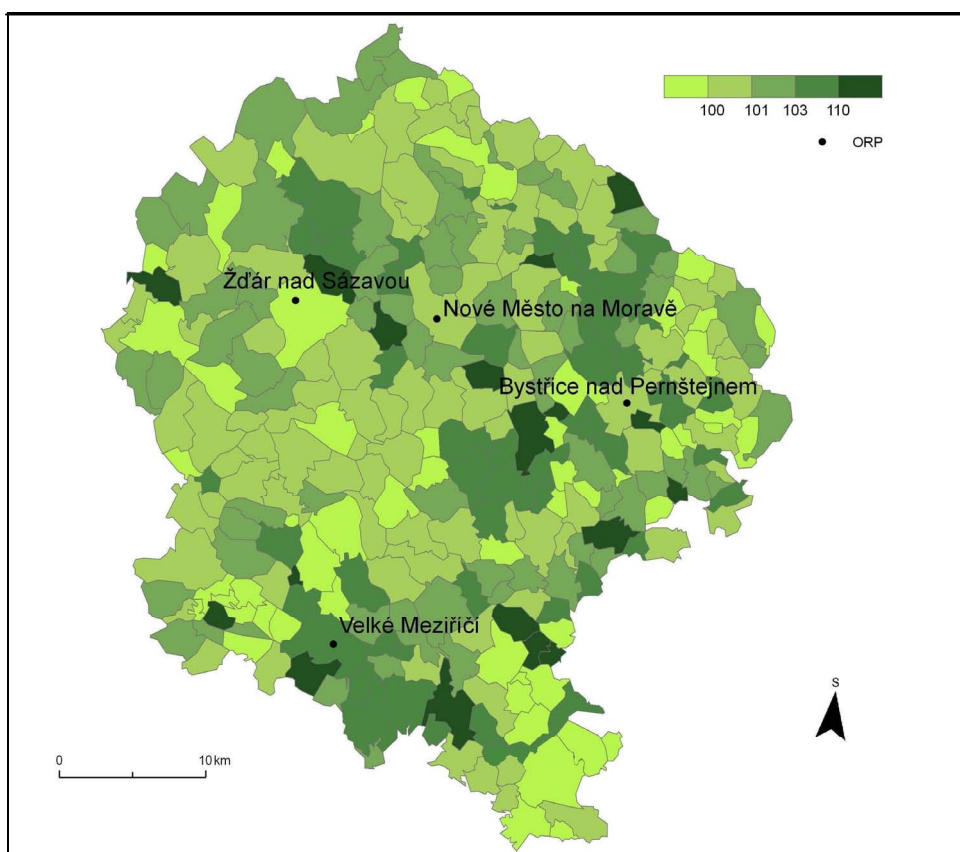 100 101 103 110
ORP
Žďár nad Sázavou
Nové Město na Moravě
Bystřice nad Pernštejnem
Velké Meziříčí
S
0 10 km